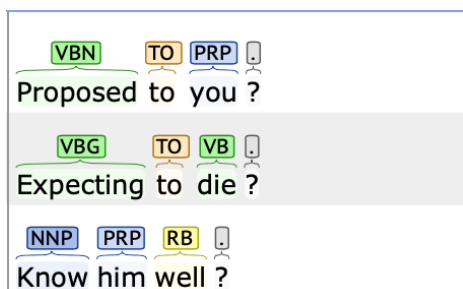 VBN TO PRP .
Proposed to you ?
VBG TO VB .
Expecting to die ?
NNP PRP RB .
Know him well ?